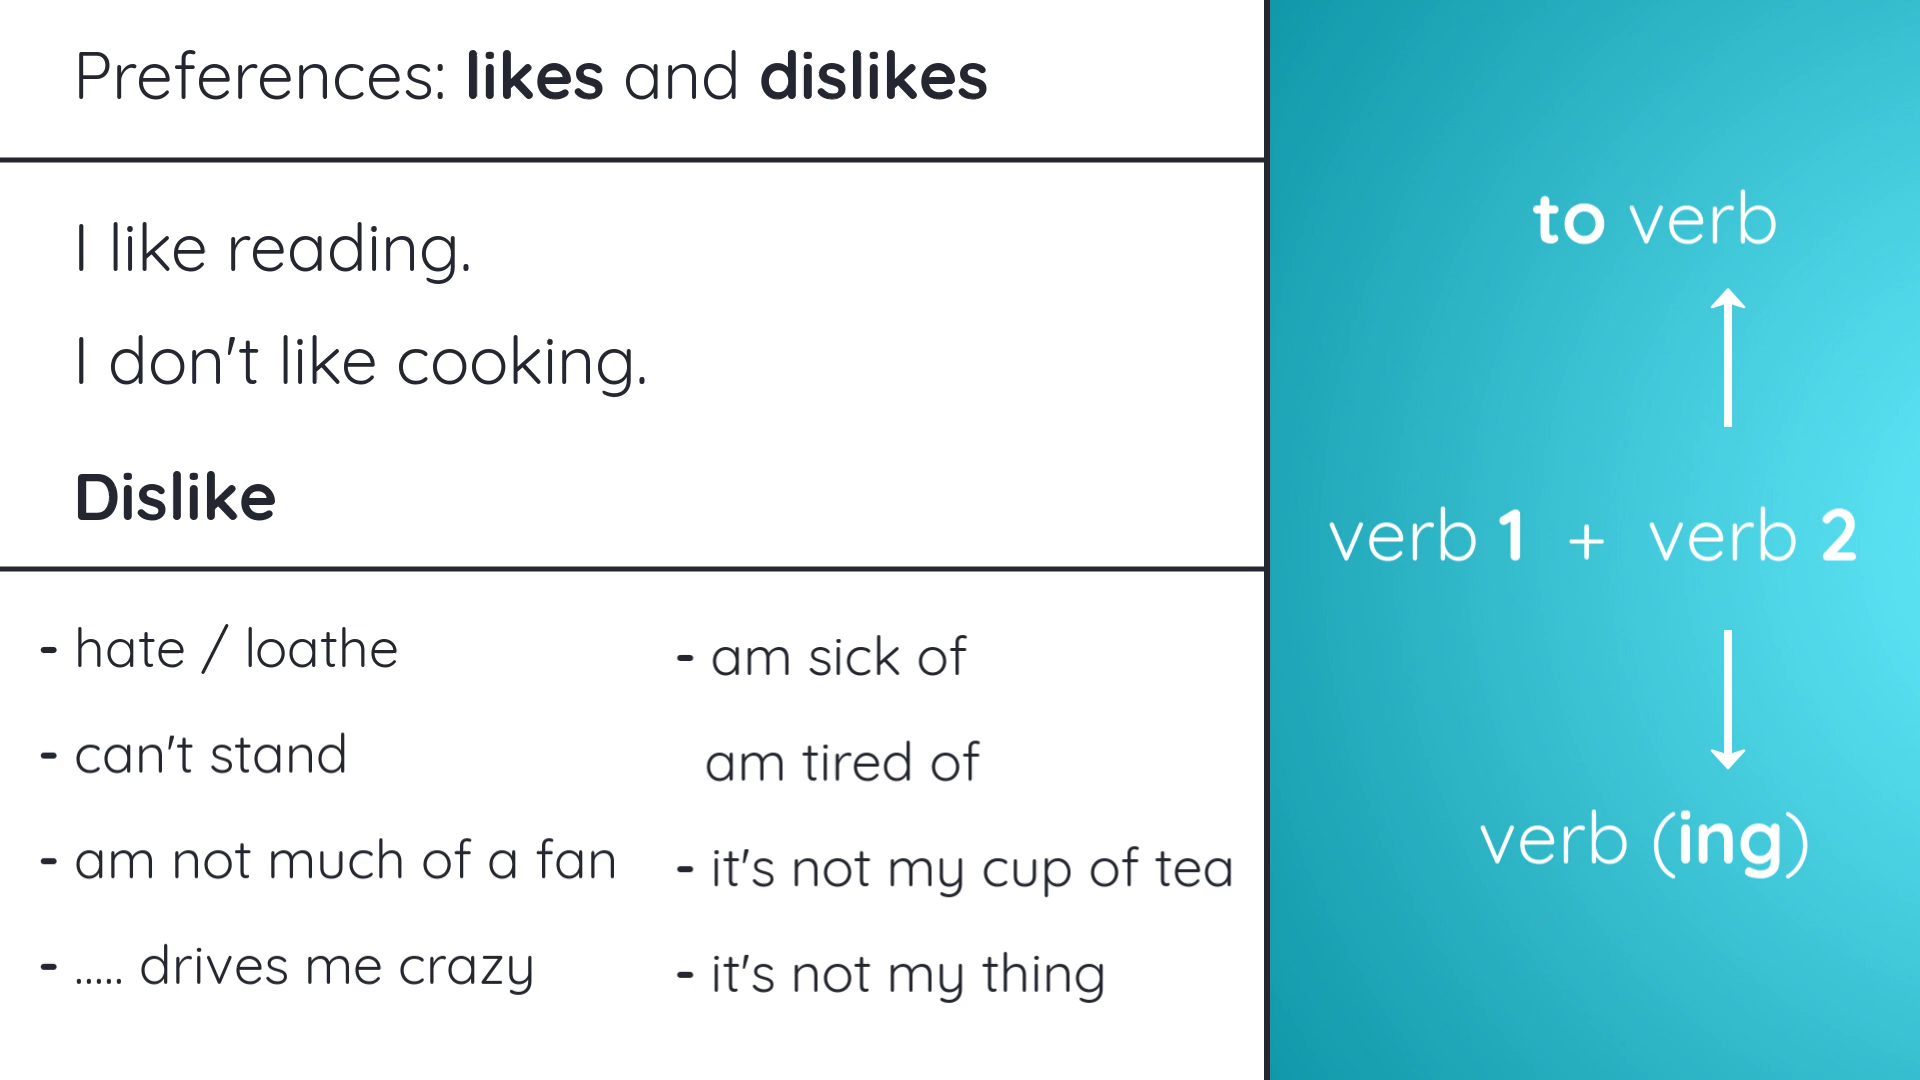 Preferences: likes and dislikes
I like reading.
I don't like cooking.
Dislike
- hate / loathe
- can't stand
- am not much of a fan
- ..... drives me crazy
- am sick of
am tired of
- it's not my cup of tea
- it's not my thing
to verb
verb 1 + verb 2
verb (ing)